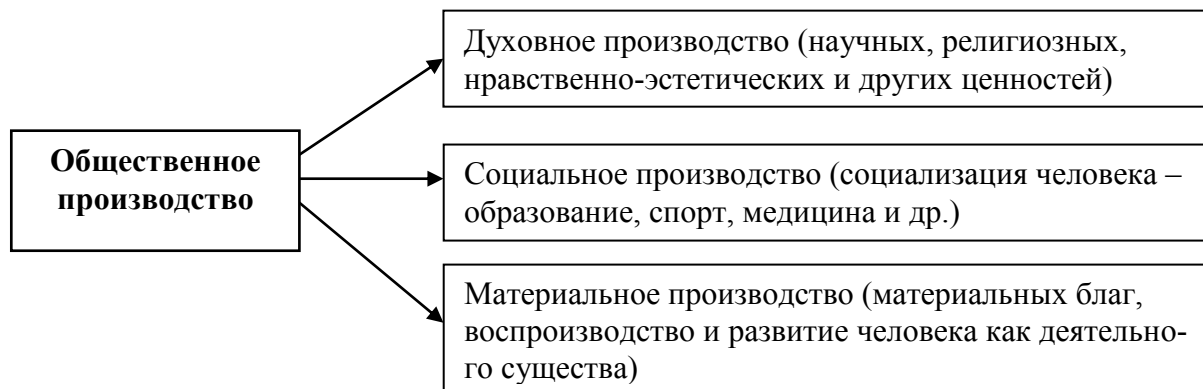 Духовное производство (научных, религиозных,
нравственно-эстетических и других ценностей)
Общественное
производство
Социальное производство (социализация человека –
образование, спорт, медицина и др.)
Материальное производство (материальных благ,
воспроизводство и развитие человека как деятельно-
го существа)